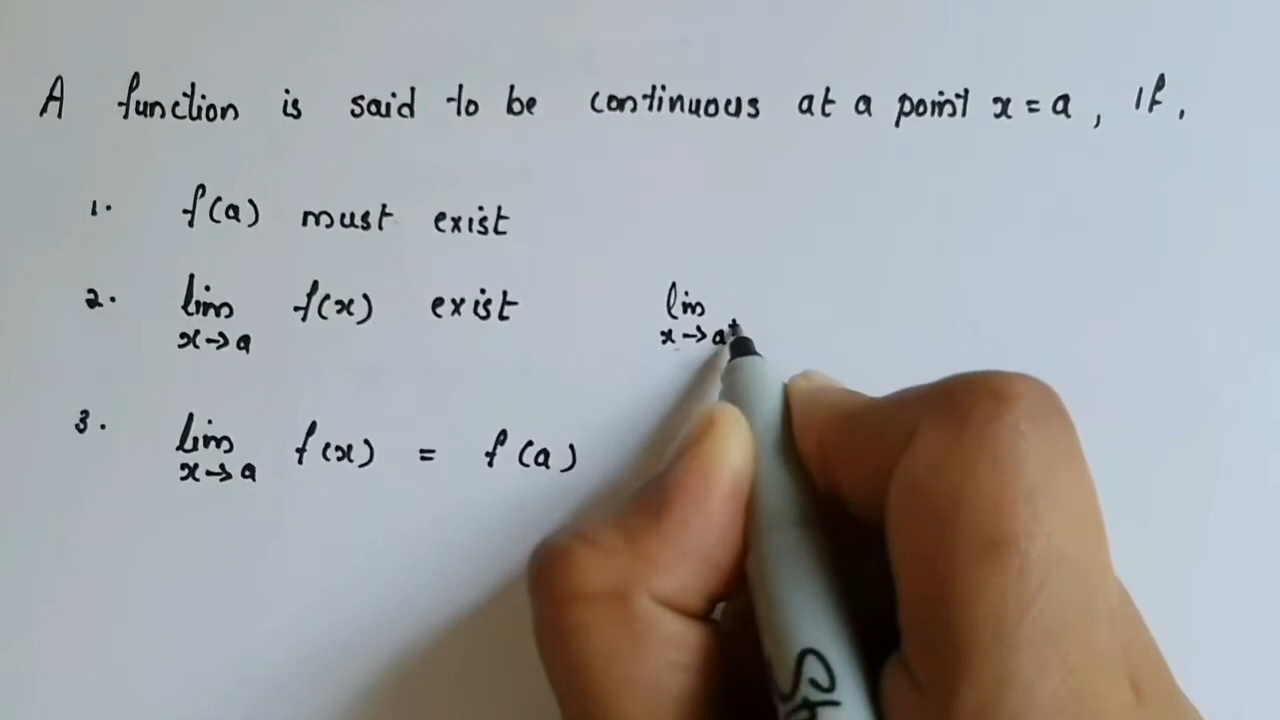 A function is said to be continuous at a point x = a, if,
1. f(a) must exist
2. lim x→a f(x) exist lim x→a⁺
3. lim x→a f(x) = f(a)